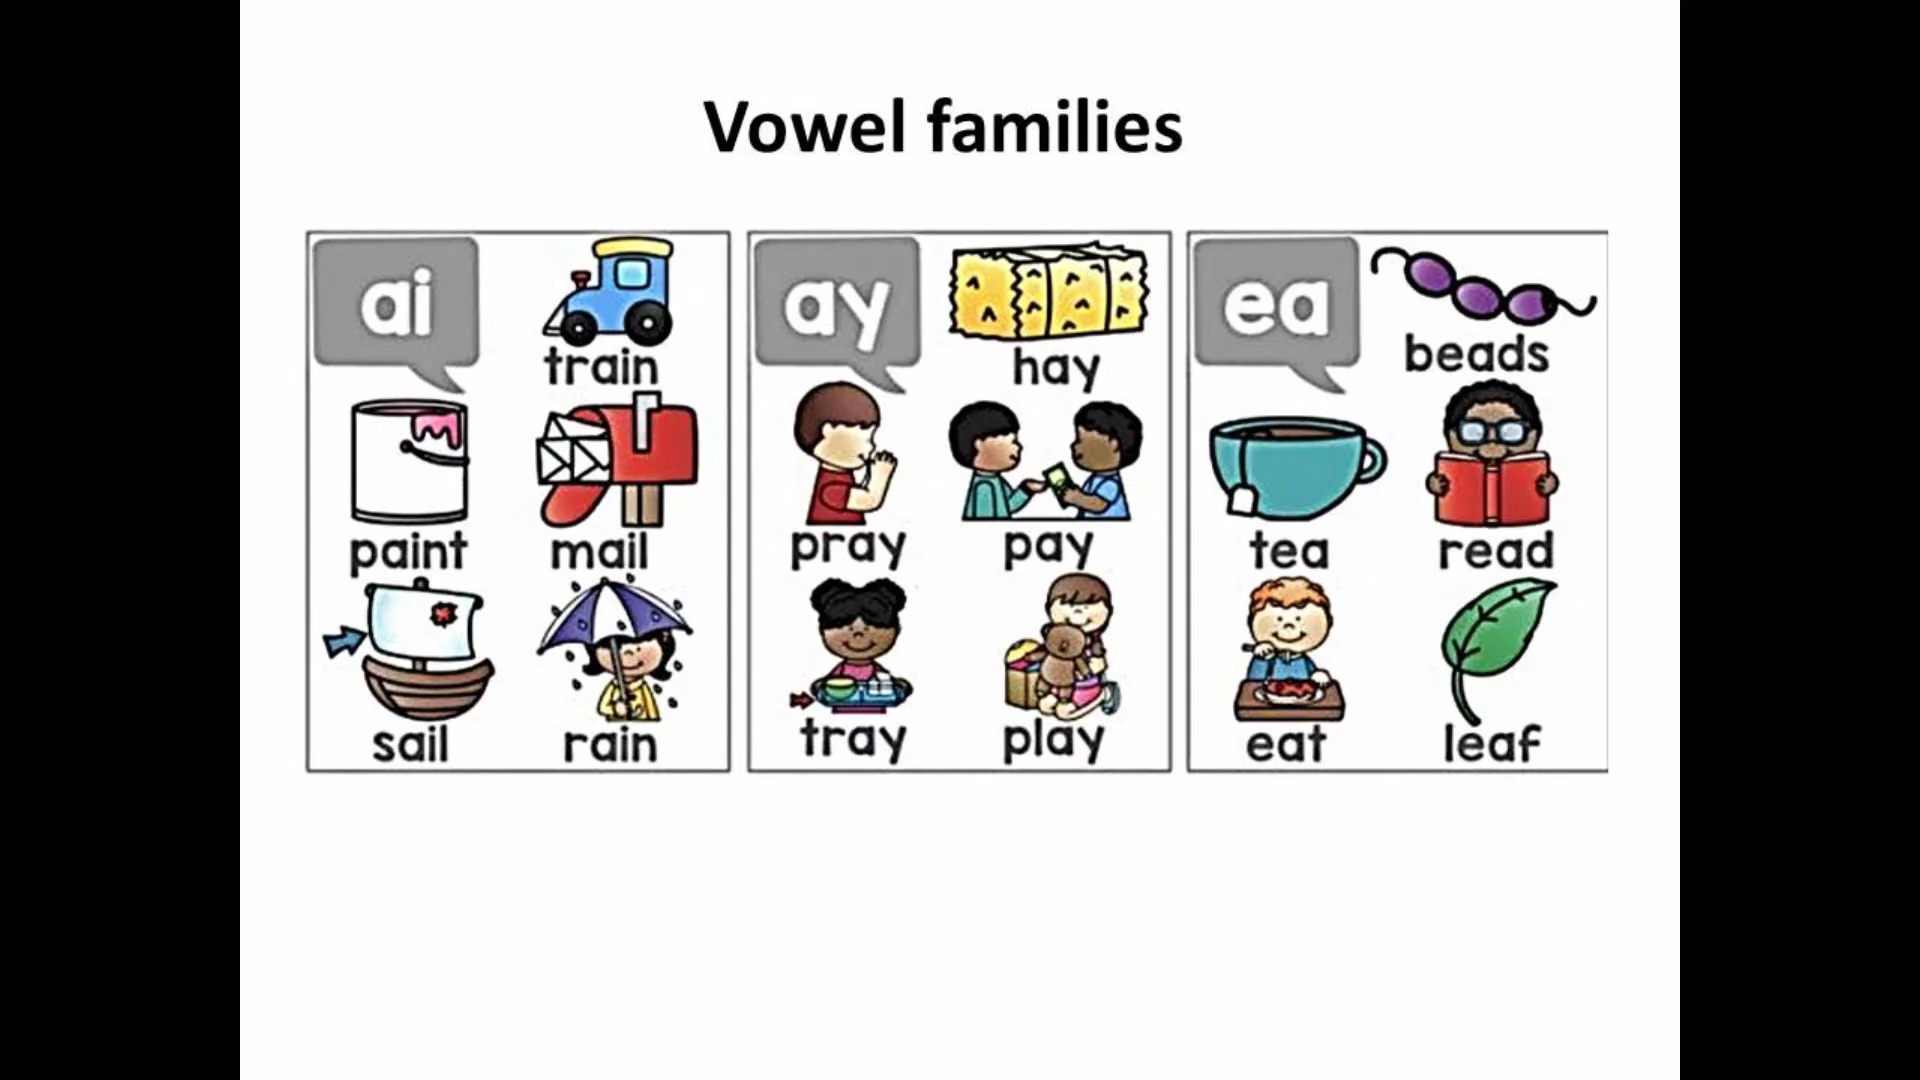 Vowel families
ai
train
paint mail
sail rain
ay
hay
pray pay
tray play
ea
beads
tea read
eat leaf